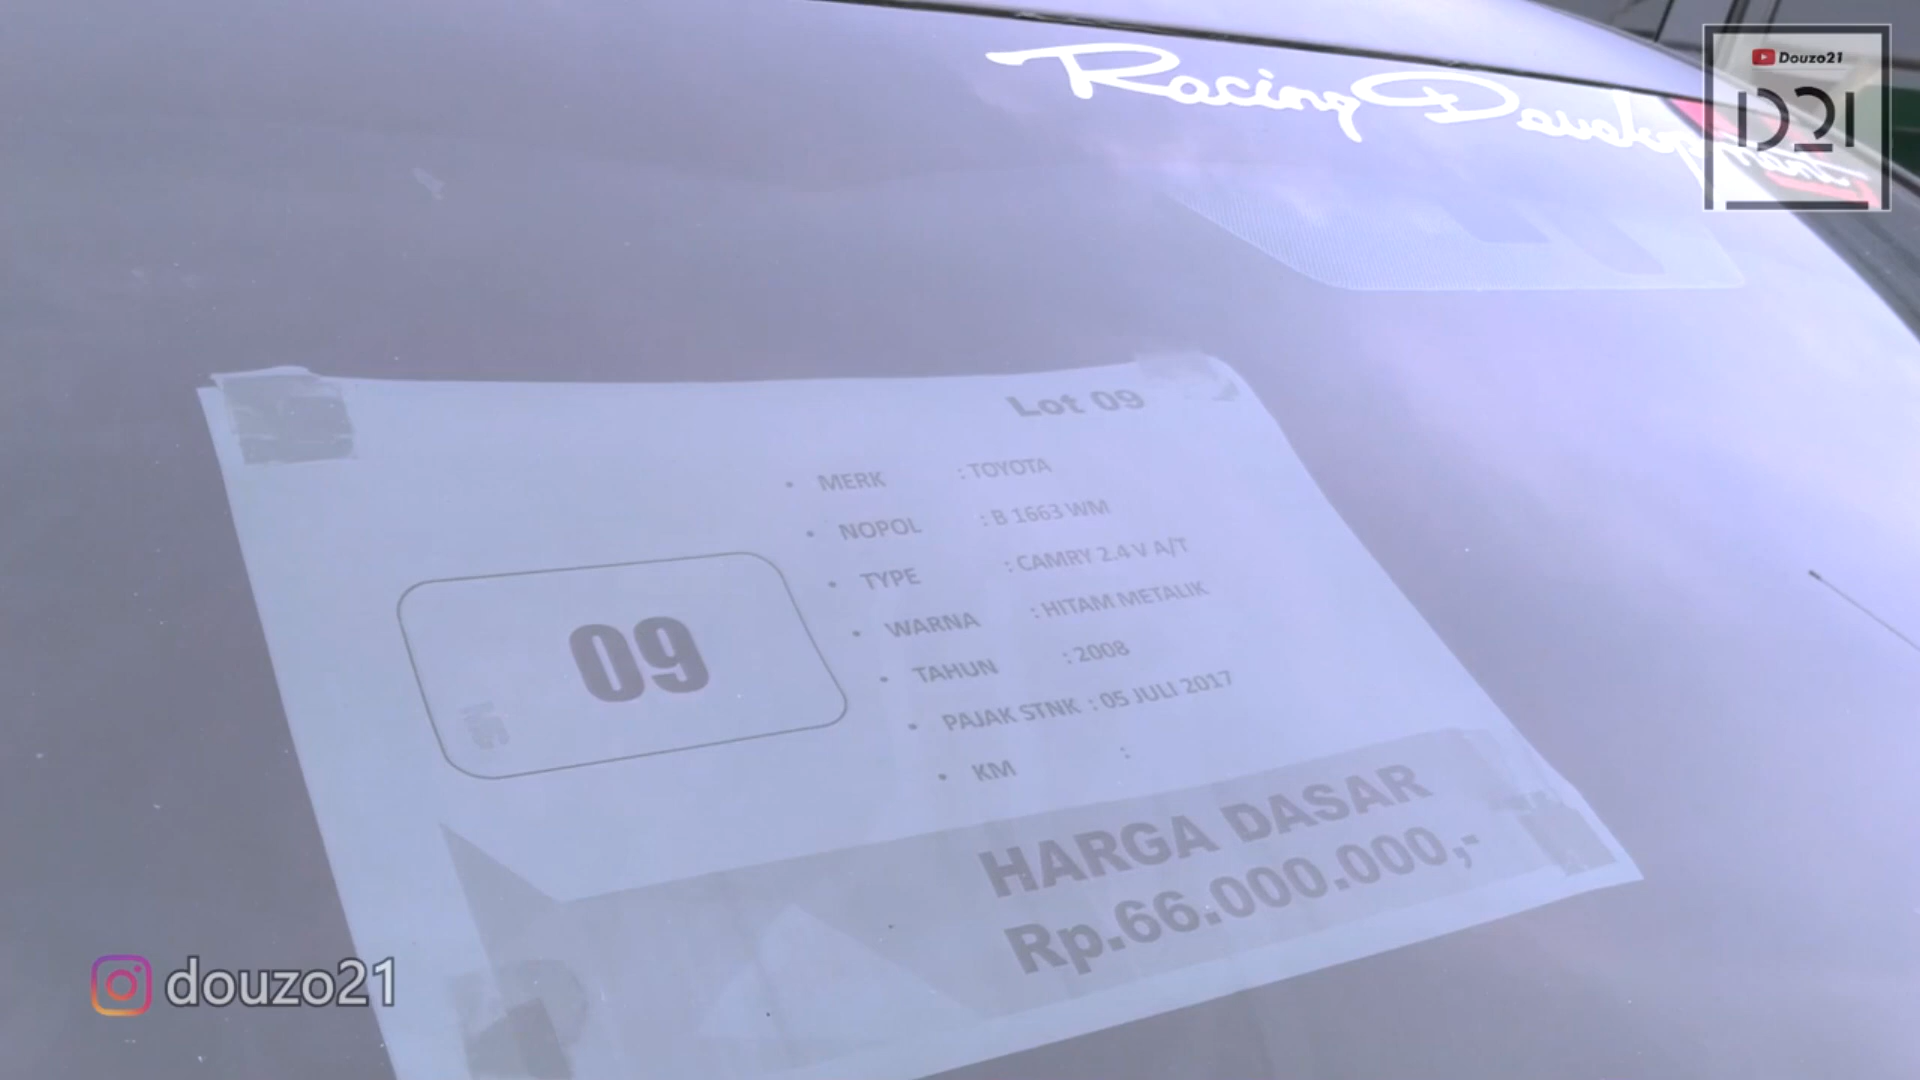 Racing Development
Douzo21
D21
Lot 09
• MERK : TOYOTA
• NOPOL : B 1663 WM
• TYPE : CAMRY 2.4 V A/T
• WARNA : HITAM METALIK
• TAHUN : 2008
• PAJAK STNK : 05 JULI 2017
• KM :
09
HARGA DASAR
Rp.66.000.000,-
douzo21